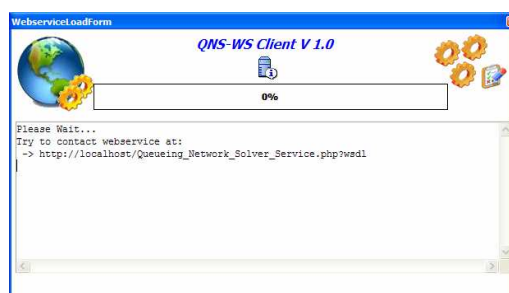 WebserviceLoadForm
QNS-WS Client V 1.0
0%
Please Wait...
Try to contact webservice at:
-> http://localhost/Queueing_Network_Solver_Service.php?wsdl